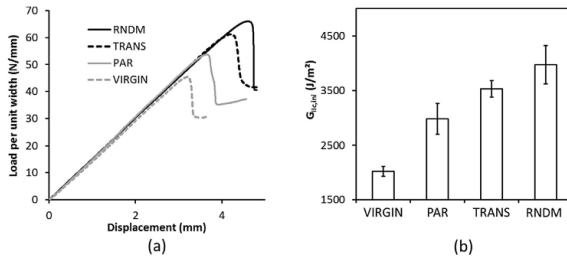 Load per unit width (N/mm)
70
60
50
40
30
20
10
0
RNDM
TRANS
PAR
VIRGIN
0 2 4
Displacement (mm)
(a)
G_IIc,ini (J/m²)
4500
3500
2500
1500
VIRGIN PAR TRANS RNDM
(b)